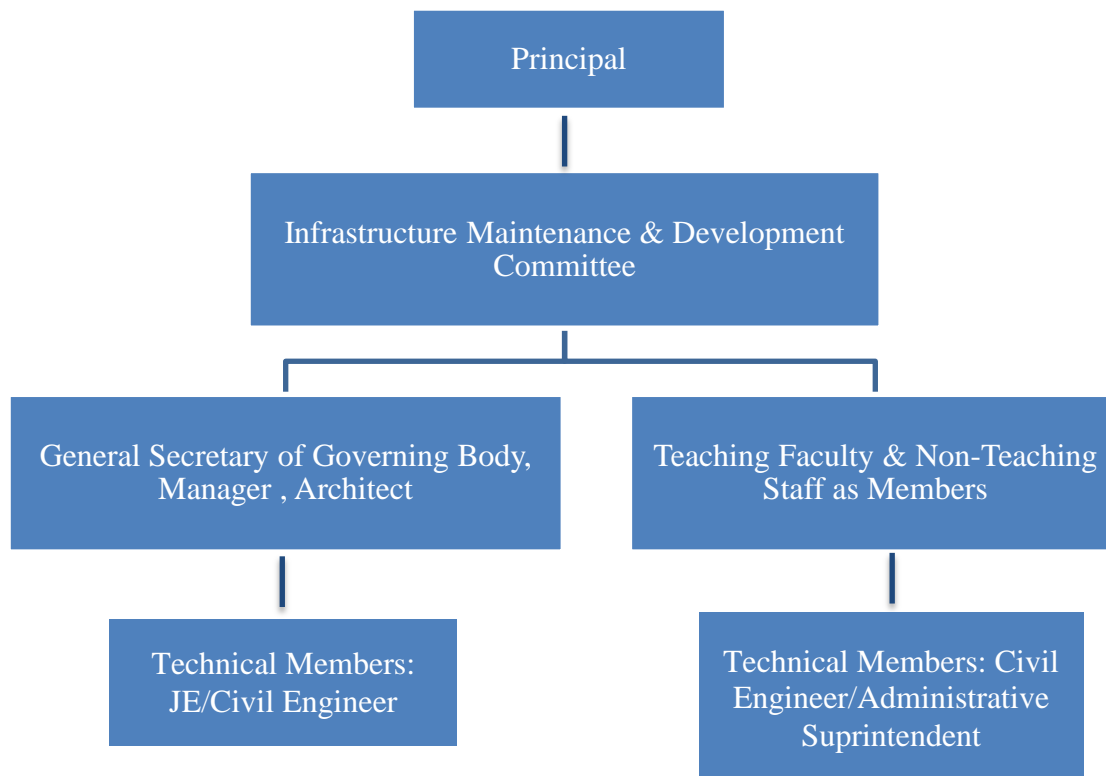 Principal
Infrastructure Maintenance & Development
Committee
General Secretary of Governing Body,
Manager , Architect
Teaching Faculty & Non-Teaching
Staff as Members
Technical Members:
JE/Civil Engineer
Technical Members: Civil
Engineer/Administrative
Suprintendent